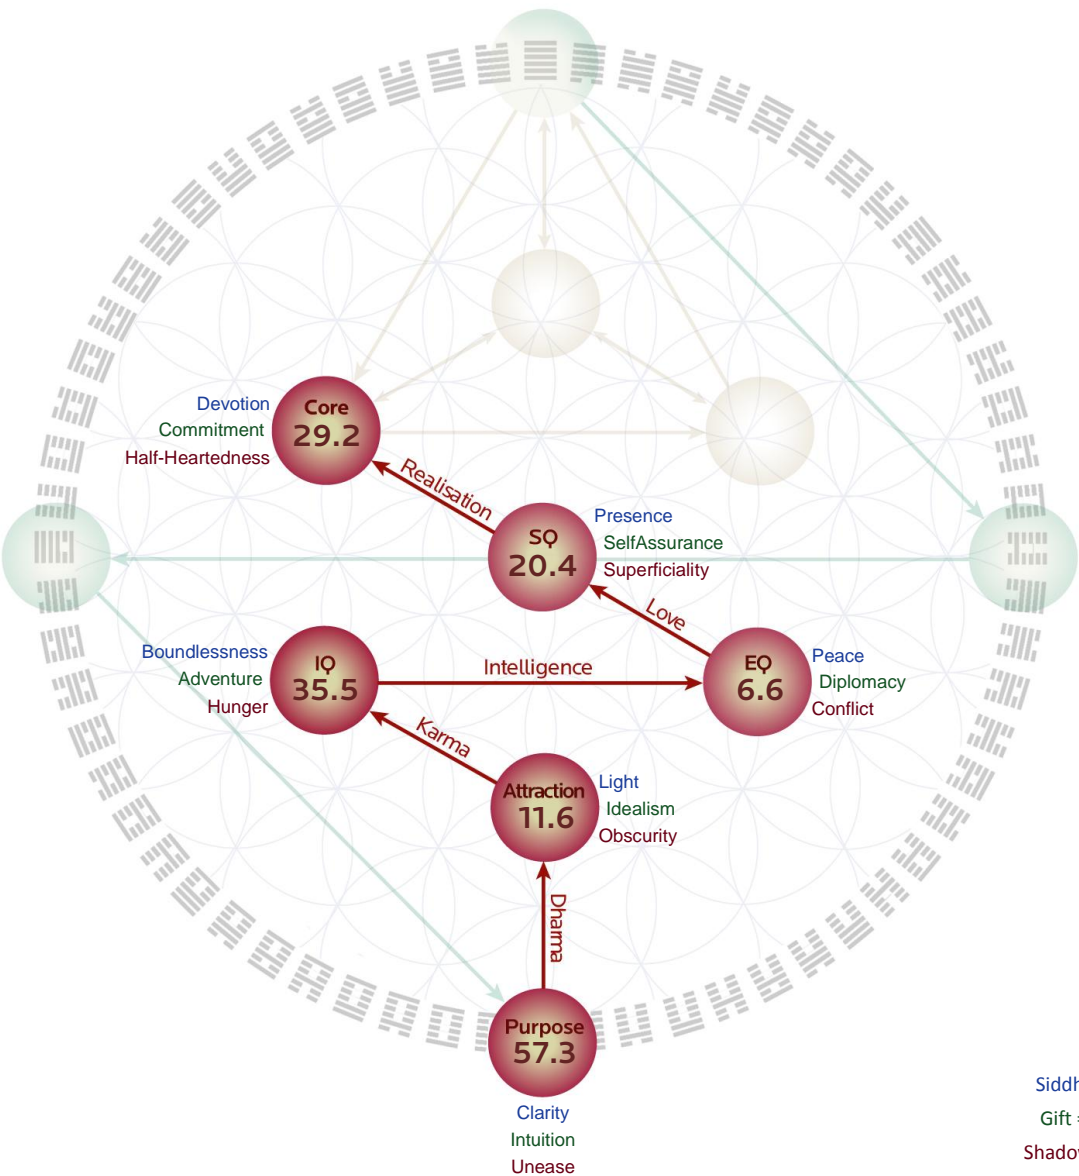 Devotion
Commitment
Half-Heartedness
Core
29.2
Realisation
SQ
20.4
Presence
SelfAssurance
Superficiality
Love
Boundlessness
Adventure
Hunger
IQ
35.5
Intelligence
EQ
6.6
Peace
Diplomacy
Conflict
Karma
Attraction
11.6
Light
Idealism
Obscurity
Dharma
Purpose
57.3
Clarity
Intuition
Unease
Siddh
Gift =
Shadow